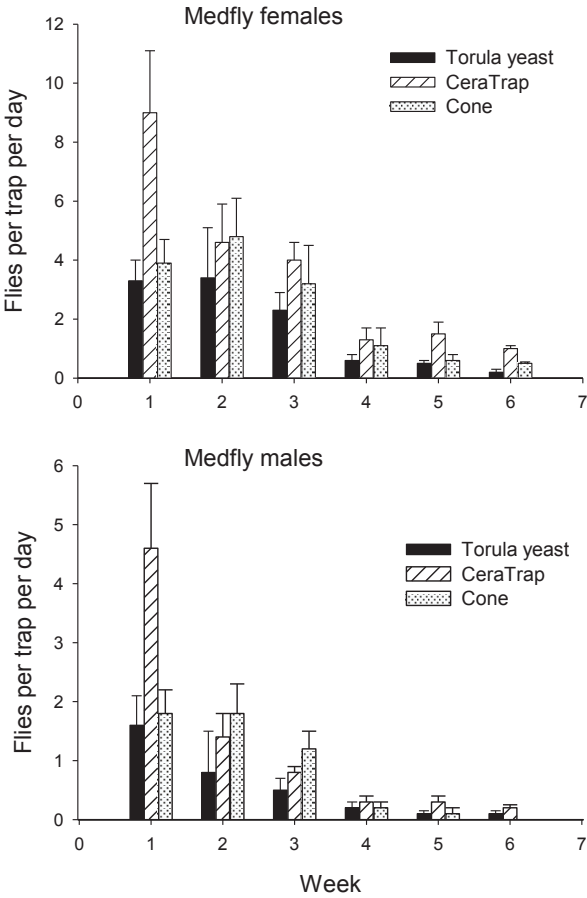 Medfly females
Flies per trap per day
12
10
8
6
4
2
0
Torula yeast
CeraTrap
Cone
0 1 2 3 4 5 6 7
Medfly males
Flies per trap per day
6
5
4
3
2
1
0
Torula yeast
CeraTrap
Cone
0 1 2 3 4 5 6 7
Week